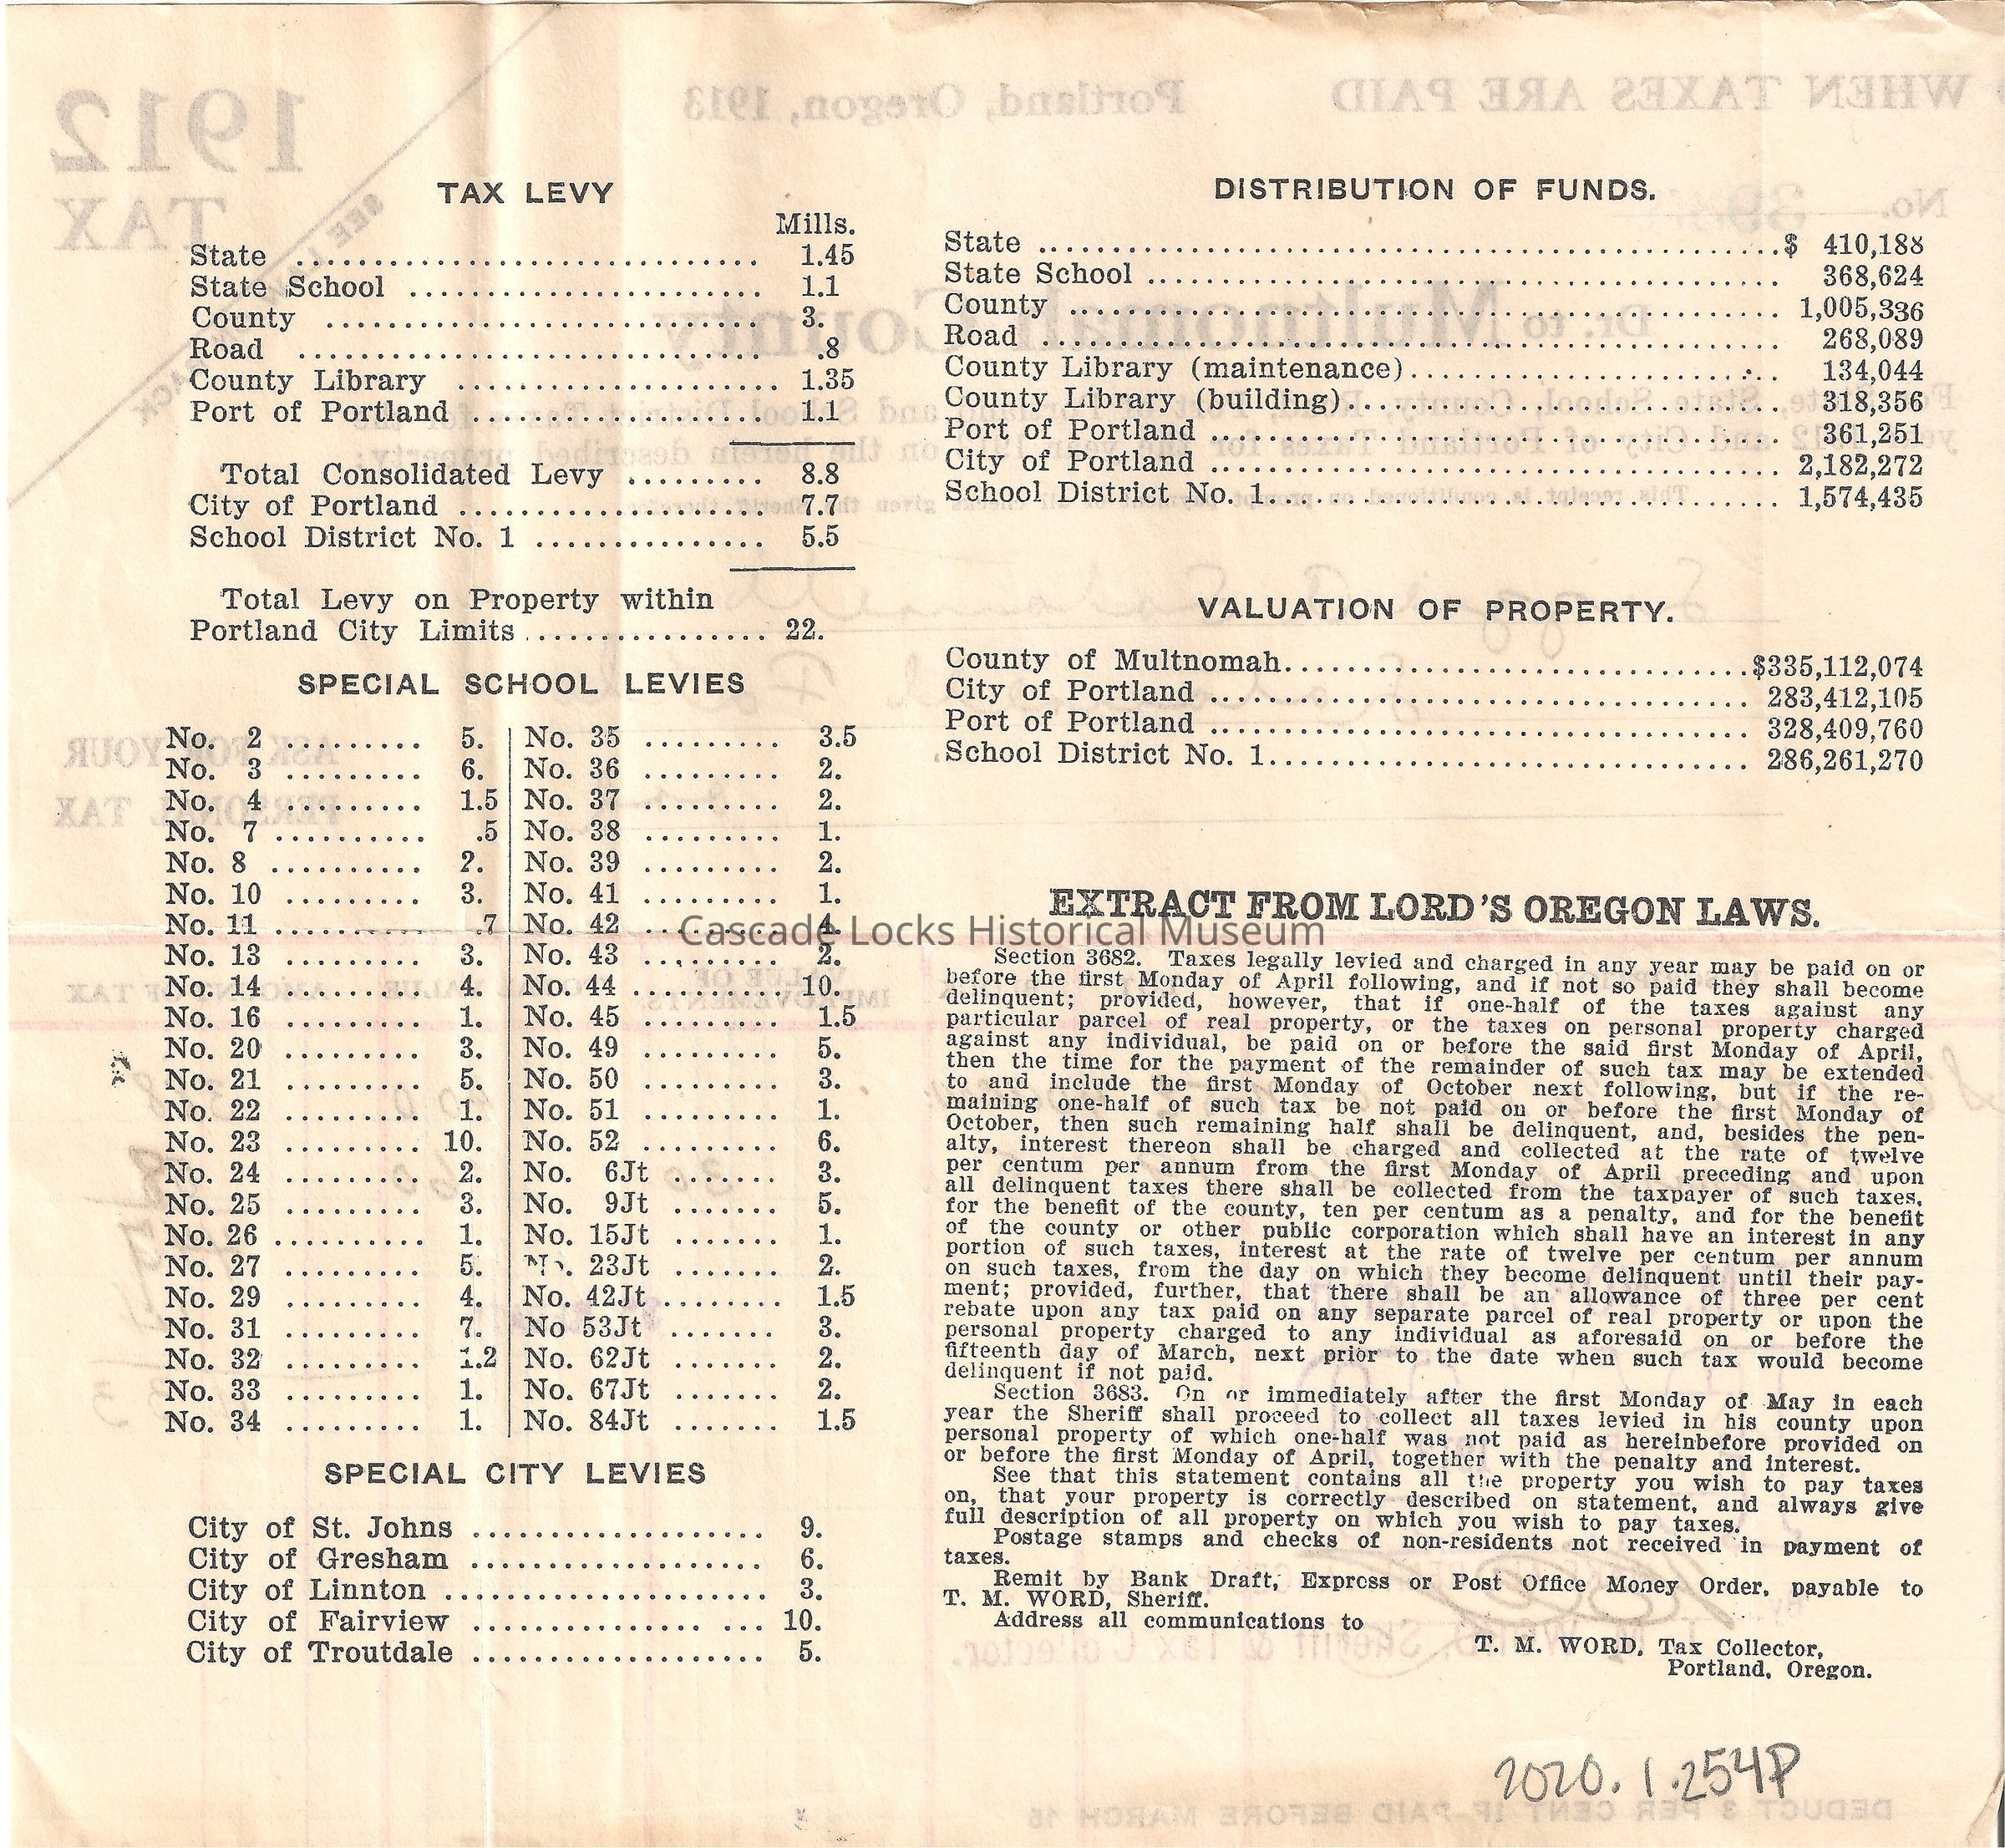 TAX LEVY
Mills.
State .............................. 1.45
State School ....................... 1.1
County ............................ 3.
Road .............................. .8
County Library ..................... 1.35
Port of Portland ................... 1.1
Total Consolidated Levy ......... 8.8
City of Portland .................... 7.7
School District No. 1 ............... 5.5
Total Levy on Property within
Portland City Limits ................ 22.
SPECIAL SCHOOL LEVIES
No. 2 ......... 5.
No. 3 ......... 6.
No. 4 ......... 1.5
No. 7 .......... .5
No. 8 .......... 2.
No. 10 ......... 3.
No. 11 .......... .7
No. 13 ......... 3.
No. 14 ......... 4.
No. 16 ......... 1.
No. 20 ......... 3.
No. 21 ......... 5.
No. 22 ......... 1.
No. 23 ......... 10.
No. 24 ......... 2.
No. 25 ......... 3.
No. 26 .......... 1.
No. 27 ......... 5.
No. 29 ......... 4.
No. 31 ......... 7.
No. 32 ......... 1.2
No. 33 ......... 1.
No. 34 ......... 1.
No. 35 ......... 3.5
No. 36 ......... 2.
No. 37 ......... 2.
No. 38 ......... 1.
No. 39 ......... 2.
No. 41 ......... 1.
No. 42 ......... 4.
No. 43 ......... 2.
No. 44 .......... 10.
No. 45 ......... 1.5
No. 49 ......... 5.
No. 50 ......... 3.
No. 51 ......... 1.
No. 52 ......... 6.
No. 6Jt ....... 3.
No. 9Jt ....... 5.
No. 15Jt ....... 1.
No. 23Jt ....... 2.
No. 42Jt ........ 1.5
No 53Jt ....... 3.
No. 62Jt ....... 2.
No. 67Jt ....... 2.
No. 84Jt ....... 1.5
SPECIAL CITY LEVIES
City of St. Johns ................... 9.
City of Gresham ................... 6.
City of Linnton ..................... 3.
City of Fairview ............... ... 10.
City of Troutdale ................... 5.
DISTRIBUTION OF FUNDS.
State ................................................ $ 410,188
State School ......................................... 368,624
County .............................................. 1,005,336
Road ................................................ 268,089
County Library (maintenance)........................ 134,044
County Library (building)............................ 318,356
Port of Portland ..................................... 361,251
City of Portland ..................................... 2,182,272
School District No. 1................................. 1,574,435
VALUATION OF PROPERTY.
County of Multnomah.............................. $335,112,074
City of Portland ................................... 283,412,105
Port of Portland ................................... 328,409,760
School District No. 1............................... 286,261,270
EXTRACT FROM LORD'S OREGON LAWS.
Section 3682. Taxes legally levied and charged in any year may be paid on or
before the first Monday of April following, and if not so paid they shall become
delinquent; provided, however, that if one-half of the taxes against any
particular parcel of real property, or the taxes on personal property charged
against any individual, be paid on or before the said first Monday of April,
then the time for the payment of the remainder of such tax may be extended
to and include the first Monday of October next following, but if the re-
maining one-half of such tax be not paid on or before the first Monday of
October, then such remaining half shall be delinquent, and, besides the pen-
alty, interest thereon shall be charged and collected at the rate of twelve
per centum per annum from the first Monday of April preceding and upon
all delinquent taxes there shall be collected from the taxpayer of such taxes,
for the benefit of the county, ten per centum as a penalty, and for the benefit
of the county or other public corporation which shall have an interest in any
portion of such taxes, interest at the rate of twelve per centum per annum
on such taxes, from the day on which they become delinquent until their pay-
ment; provided, further, that there shall be an allowance of three per cent
rebate upon any tax paid on any separate parcel of real property or upon the
personal property charged to any individual as aforesaid on or before the
fifteenth day of March, next prior to the date when such tax would become
delinquent if not paid.
Section 3683. On or immediately after the first Monday of May in each
year the Sheriff shall proceed to collect all taxes levied in his county upon
personal property of which one-half was not paid as hereinbefore provided on
or before the first Monday of April, together with the penalty and interest.
See that this statement contains all the property you wish to pay taxes
on, that your property is correctly described on statement, and always give
full description of all property on which you wish to pay taxes.
Postage stamps and checks of non-residents not received in payment of
taxes.
Remit by Bank Draft, Express or Post Office Money Order, payable to
T. M. WORD, Sheriff.
Address all communications to
T. M. WORD, Tax Collector,
Portland, Oregon.
Cascade Locks Historical Museum
2020.1.254P